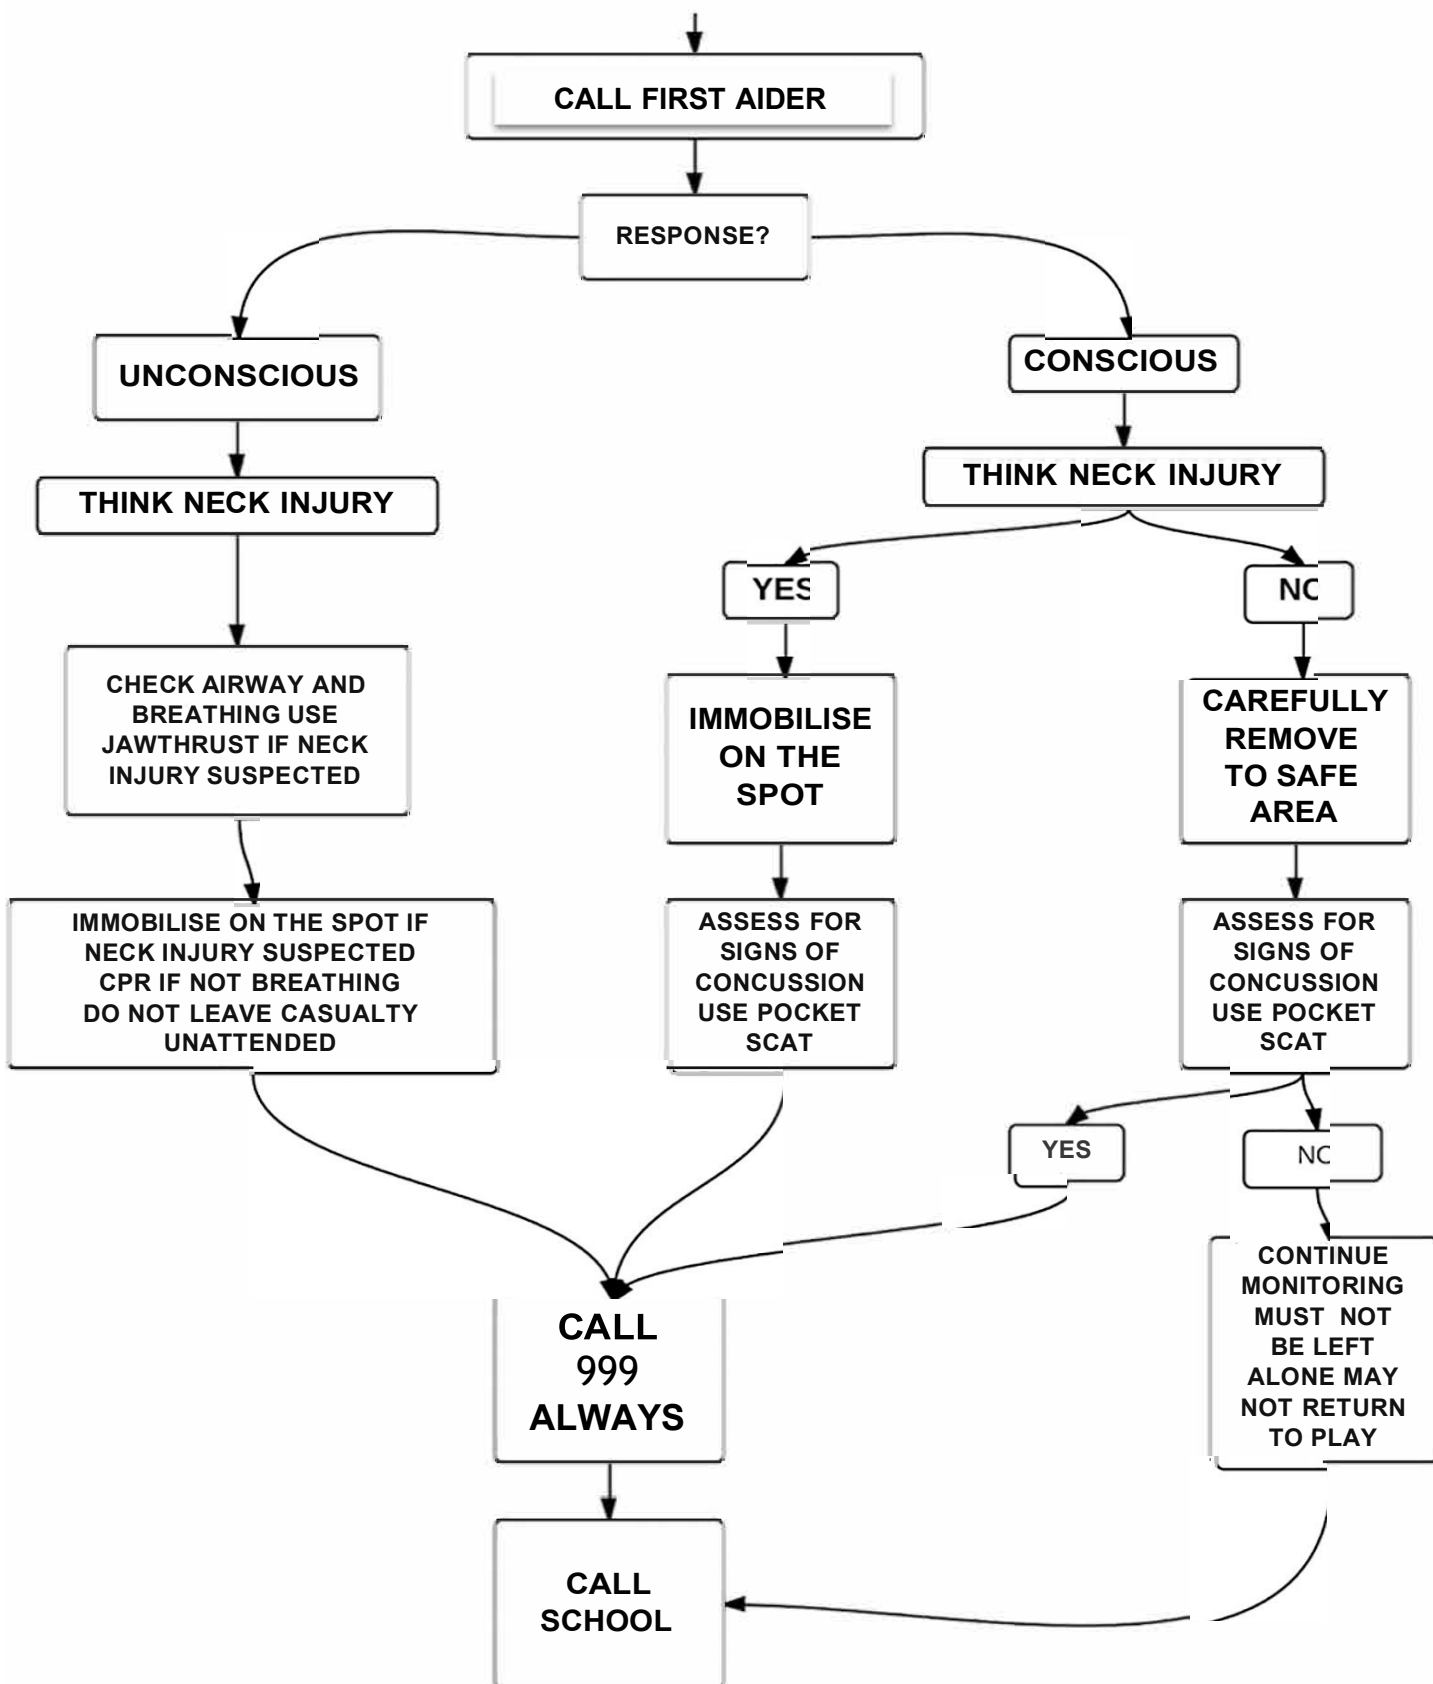 CALL FIRST AIDER
RESPONSE?
UNCONSCIOUS
CONSCIOUS
THINK NECK INJURY
THINK NECK INJURY
YES
NO
CHECK AIRWAY AND
BREATHING USE
JAWTHRUST IF NECK
INJURY SUSPECTED
IMMOBILISE
ON THE
SPOT
CAREFULLY
REMOVE
TO SAFE
AREA
IMMOBILISE ON THE SPOT IF
NECK INJURY SUSPECTED
CPR IF NOT BREATHING
DO NOT LEAVE CASUALTY
UNATTENDED
ASSESS FOR
SIGNS OF
CONCUSSION
USE POCKET
SCAT
ASSESS FOR
SIGNS OF
CONCUSSION
USE POCKET
SCAT
YES
NO
CALL
999
ALWAYS
CONTINUE
MONITORING
MUST NOT
BE LEFT
ALONE MAY
NOT RETURN
TO PLAY
CALL
SCHOOL